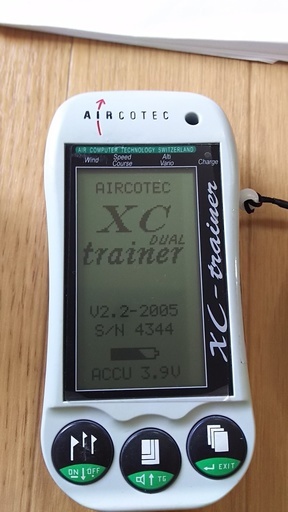 AIRCOTEC
AIR COMPUTER TECHNOLOGY SWITZERLAND
Wind Speed Course Alti Vario Charge
AIRCOTEC
XC
DUAL
trainer
V2.2-2005
S/N 4344
ACCU 3.9V
XC-trainer
ON ↓ OFF
↑ TG
↵ EXIT